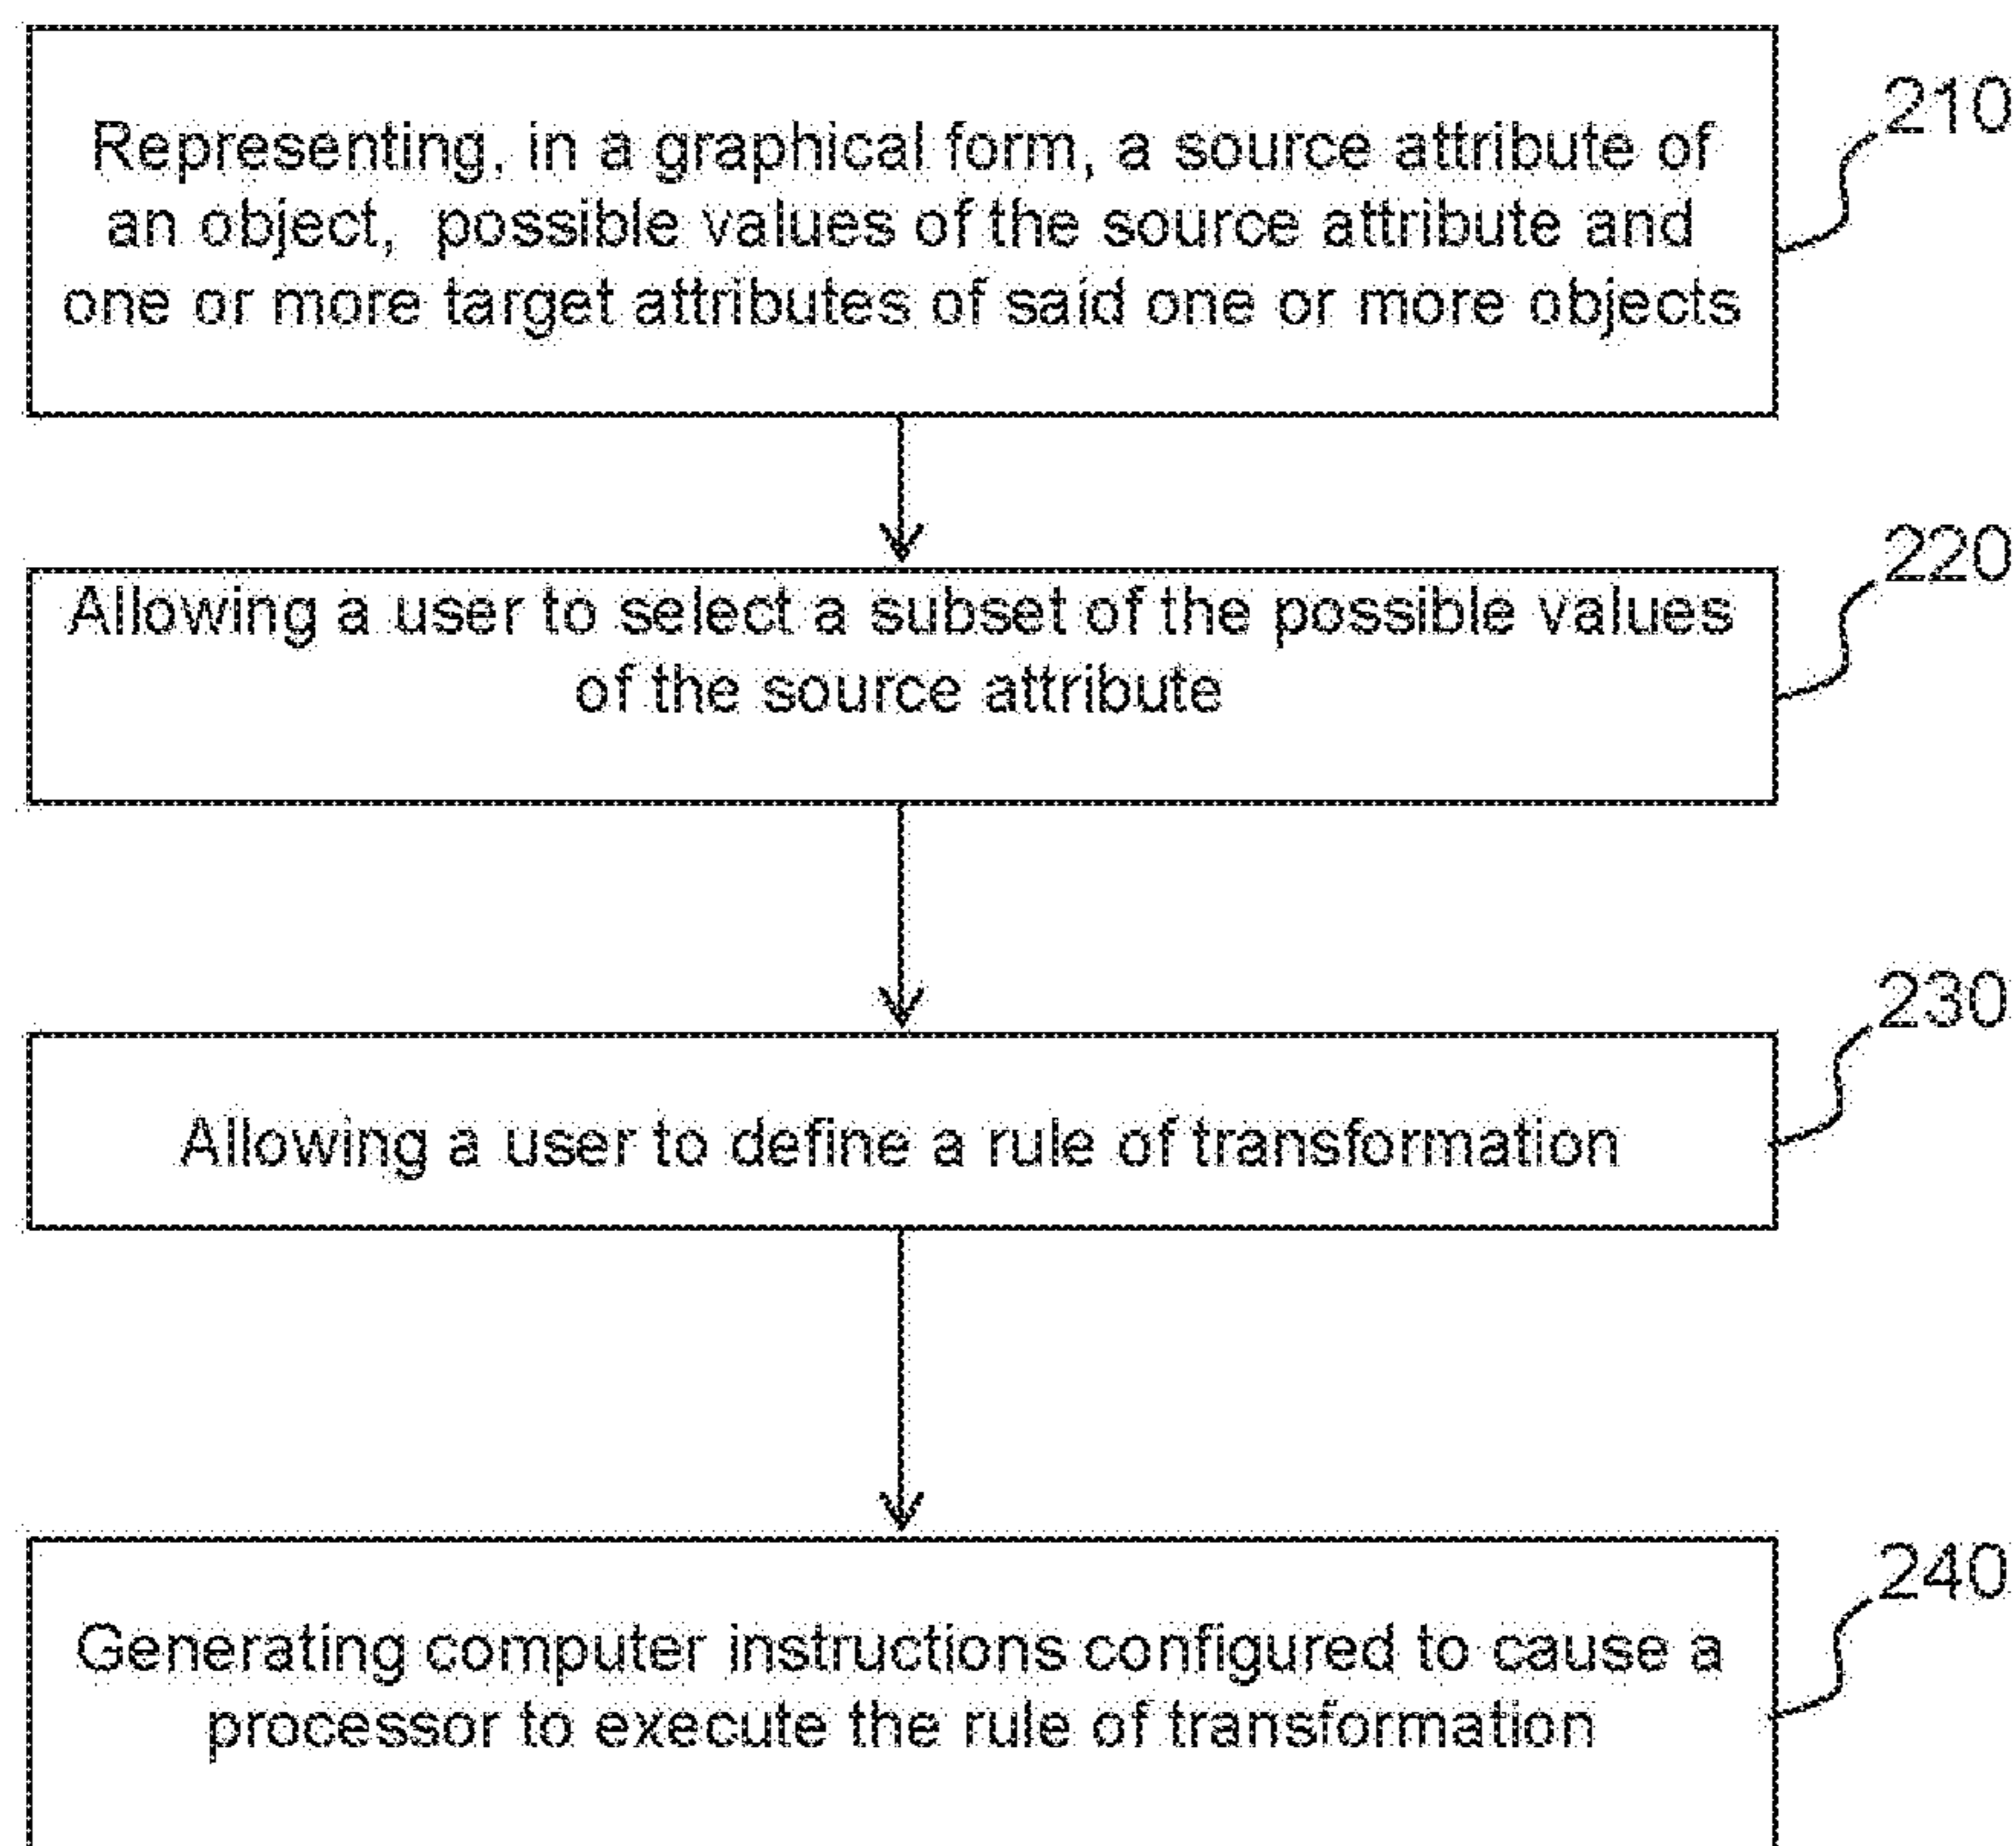 Representing, in a graphical form, a source attribute of
an object, possible values of the source attribute and
one or more target attributes of said one or more objects
210
Allowing a user to select a subset of the possible values
of the source attribute
220
Allowing a user to define a rule of transformation
230
Generating computer instructions configured to cause a
processor to execute the rule of transformation
240